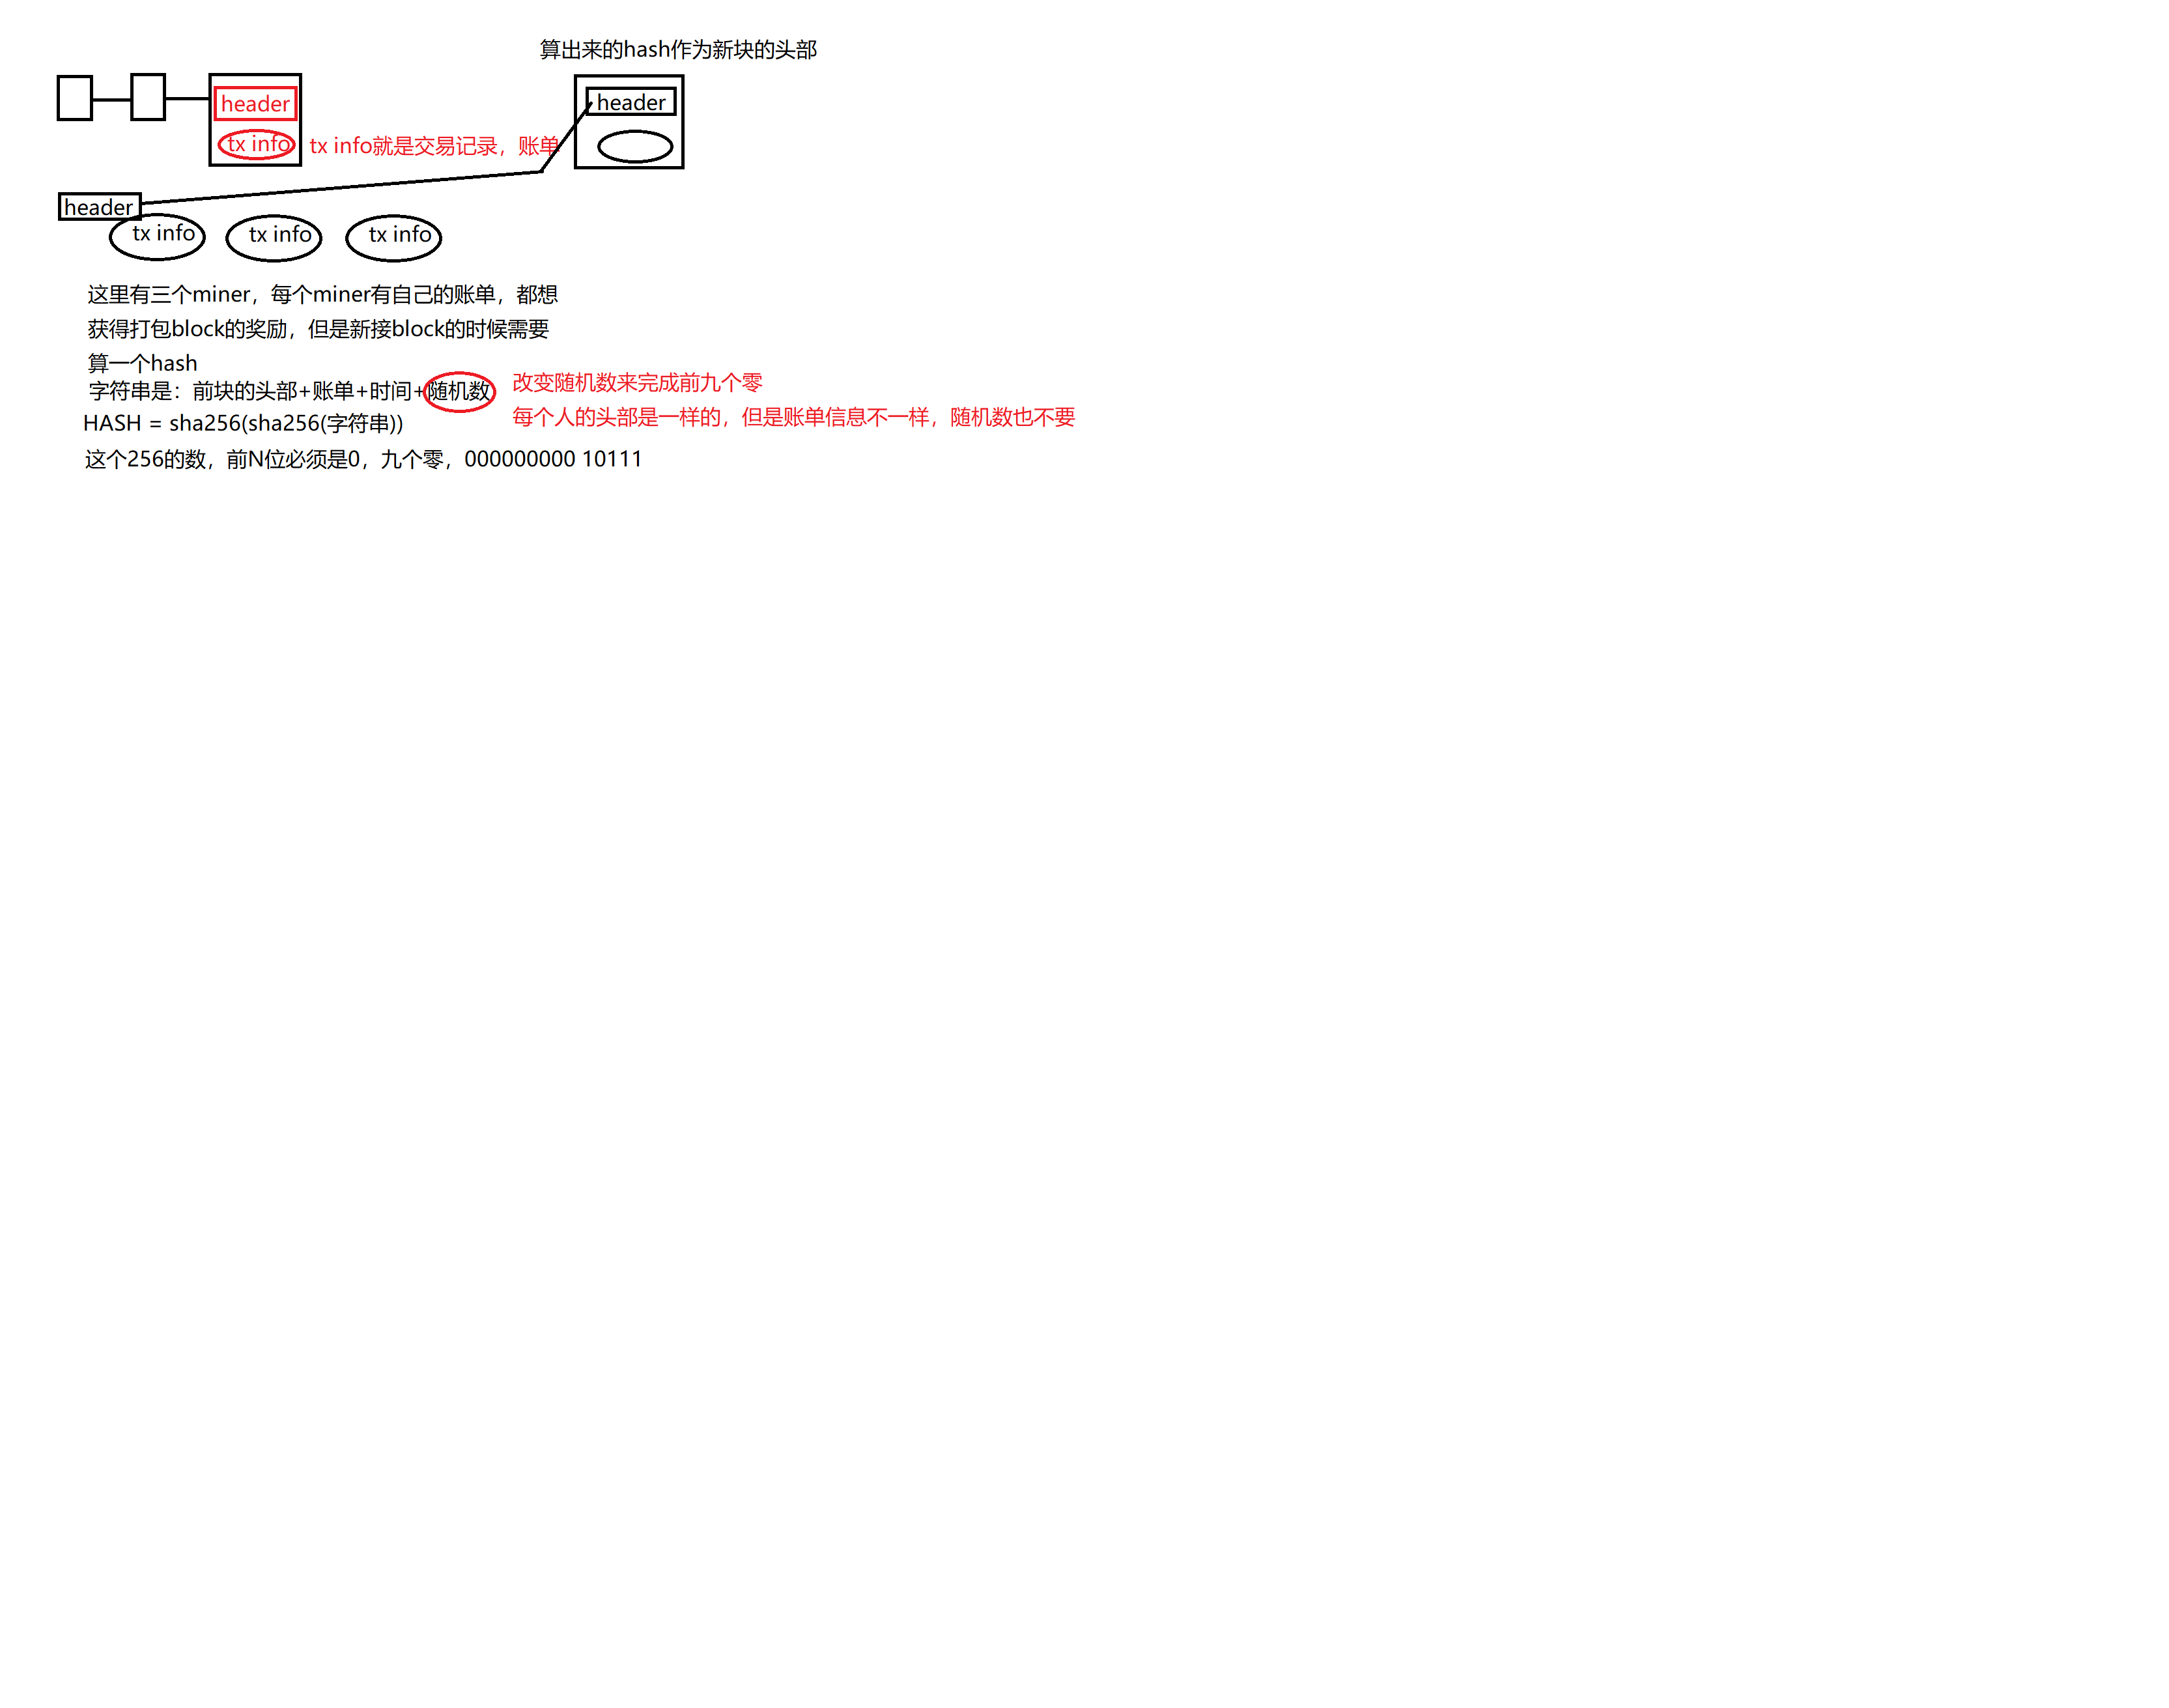 算出来的hash作为新块的头部
header
header
tx info
tx info就是交易记录，账单
header
tx info
tx info
tx info
这里有三个miner，每个miner有自己的账单，都想
获得打包block的奖励，但是新接block的时候需要
算一个hash
字符串是：前块的头部+账单+时间+随机数
改变随机数来完成前九个零
每个人的头部是一样的，但是账单信息不一样，随机数也不要
HASH = sha256(sha256(字符串))
这个256的数，前N位必须是0，九个零，000000000 10111